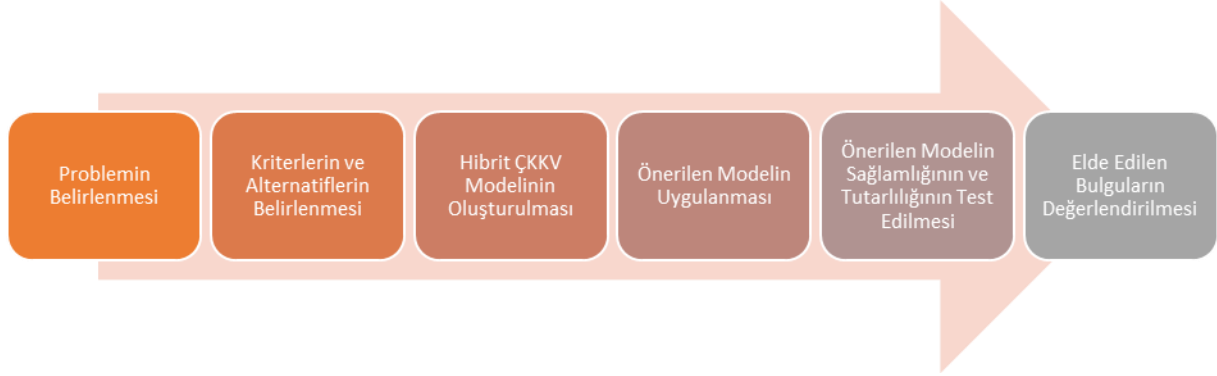 Problemin
Belirlenmesi
Kriterlerin ve
Alternatiflerin
Belirlenmesi
Hibrit ÇKKV
Modelinin
Oluşturulması
Önerilen Modelin
Uygulanması
Önerilen Modelin
Sağlamlığının ve
Tutarlılığının Test
Edilmesi
Elde Edilen
Bulguların
Değerlendirilmesi